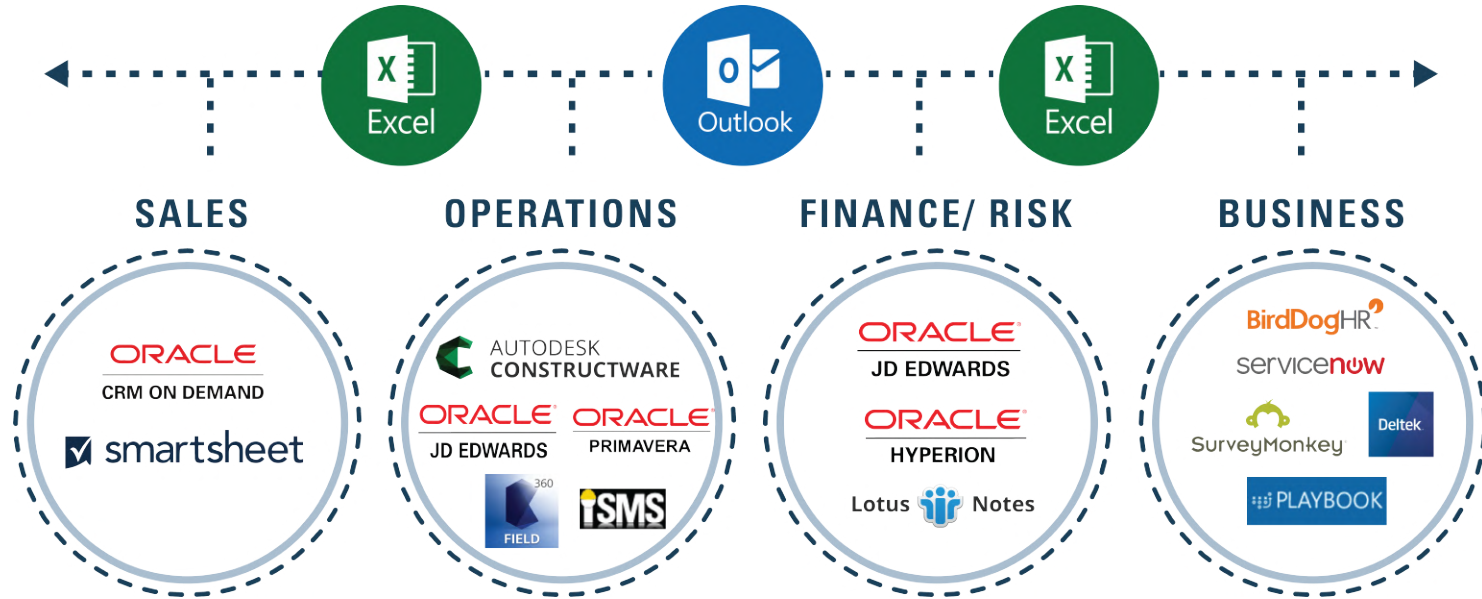 X
Excel
O
Outlook
X
Excel
SALES
OPERATIONS
FINANCE/ RISK
BUSINESS
ORACLE
CRM ON DEMAND
smartsheet
AUTODESK
CONSTRUCTWARE
ORACLE
JD EDWARDS
ORACLE
PRIMAVERA
360
FIELD
iSMS
ORACLE
JD EDWARDS
ORACLE
HYPERION
Lotus Notes
BirdDogHR
servicenow
SurveyMonkey
Deltek
PLAYBOOK